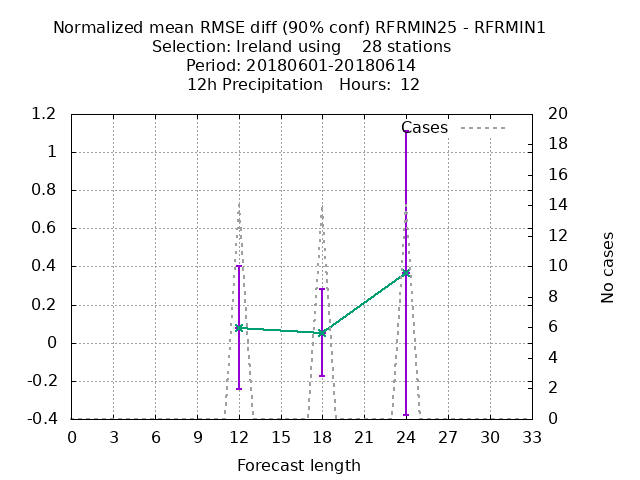 Normalized mean RMSE diff (90% conf) RFRMIN25 - RFRMIN1
Selection: Ireland using 28 stations
Period: 20180601-20180614
12h Precipitation Hours: 12
Cases
1.2
1
0.8
0.6
0.4
0.2
0
-0.2
-0.4
20
18
16
14
12
10
8
6
4
2
0
No cases
0 3 6 9 12 15 18 21 24 27 30 33
Forecast length